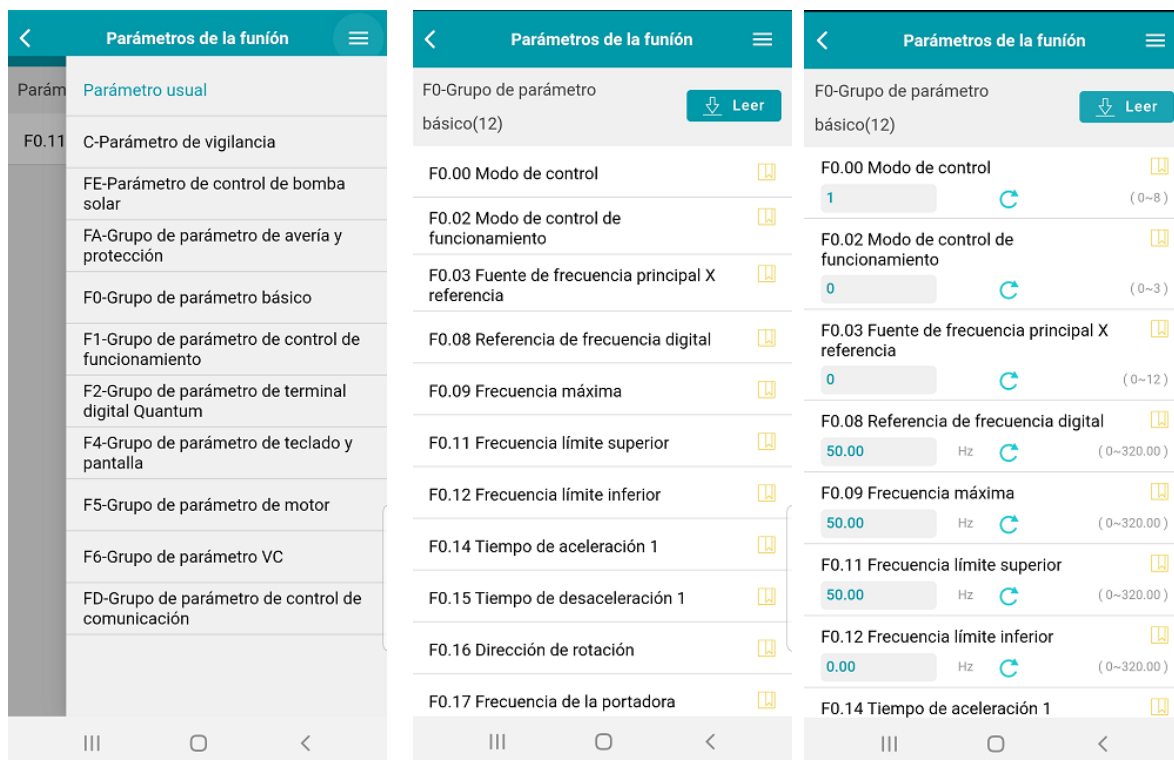 Parámetros de la funíón
Parám
Parámetro usual
F0.11
C-Parámetro de vigilancia
FE-Parámetro de control de bomba
solar
FA-Grupo de parámetro de avería y
protección
F0-Grupo de parámetro básico
F1-Grupo de parámetro de control de
funcionamiento
F2-Grupo de parámetro de terminal
digital Quantum
F4-Grupo de parámetro de teclado y
pantalla
F5-Grupo de parámetro de motor
F6-Grupo de parámetro VC
FD-Grupo de parámetro de control de
comunicación
Parámetros de la funíón
F0-Grupo de parámetro
básico(12)
Leer
F0.00 Modo de control
F0.02 Modo de control de
funcionamiento
F0.03 Fuente de frecuencia principal X
referencia
F0.08 Referencia de frecuencia digital
F0.09 Frecuencia máxima
F0.11 Frecuencia límite superior
F0.12 Frecuencia límite inferior
F0.14 Tiempo de aceleración 1
F0.15 Tiempo de desaceleración 1
F0.16 Dirección de rotación
F0.17 Frecuencia de la portadora
Parámetros de la funíón
F0-Grupo de parámetro
básico(12)
Leer
F0.00 Modo de control
1 (0~8)
F0.02 Modo de control de
funcionamiento
0 (0~3)
F0.03 Fuente de frecuencia principal X
referencia
0 (0~12)
F0.08 Referencia de frecuencia digital
50.00 Hz (0~320.00)
F0.09 Frecuencia máxima
50.00 Hz (0~320.00)
F0.11 Frecuencia límite superior
50.00 Hz (0~320.00)
F0.12 Frecuencia límite inferior
0.00 Hz (0~320.00)
F0.14 Tiempo de aceleración 1